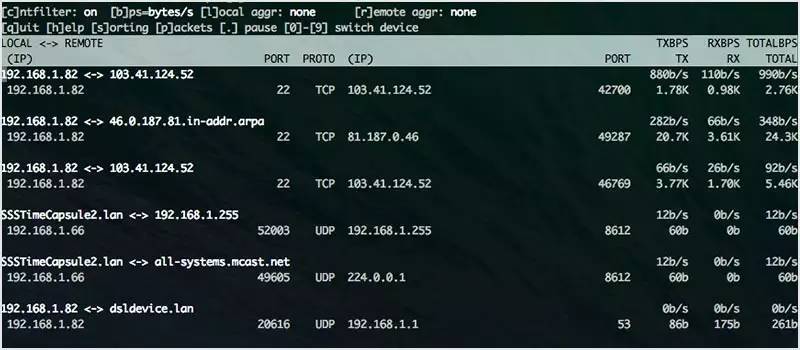 [c]ntfilter: on [b]ps=bytes/s [l]ocal aggr: none [r]emote aggr: none
[q]uit [h]elp [s]orting [p]ackets [.] pause [0]-[9] switch device
LOCAL <-> REMOTE TXBPS RXBPS TOTALBPS
(IP) PORT PROTO (IP) PORT TX RX TOTAL
192.168.1.82 <-> 103.41.124.52 880b/s 110b/s 990b/s
192.168.1.82 22 TCP 103.41.124.52 42700 1.78K 0.98K 2.76K
192.168.1.82 <-> 46.0.187.81.in-addr.arpa 282b/s 66b/s 348b/s
192.168.1.82 22 TCP 81.187.0.46 49287 20.7K 3.61K 24.3K
192.168.1.82 <-> 103.41.124.52 66b/s 26b/s 92b/s
192.168.1.82 22 TCP 103.41.124.52 46769 3.77K 1.70K 5.46K
SSSTimeCapsule2.lan <-> 192.168.1.255 12b/s 0b/s 12b/s
192.168.1.66 52003 UDP 192.168.1.255 8612 60b 0b 60b
SSSTimeCapsule2.lan <-> all-systems.mcast.net 12b/s 0b/s 12b/s
192.168.1.66 49605 UDP 224.0.0.1 8612 60b 0b 60b
192.168.1.82 <-> dsldevice.lan 0b/s 0b/s 0b/s
192.168.1.82 20616 UDP 192.168.1.1 53 86b 175b 261b